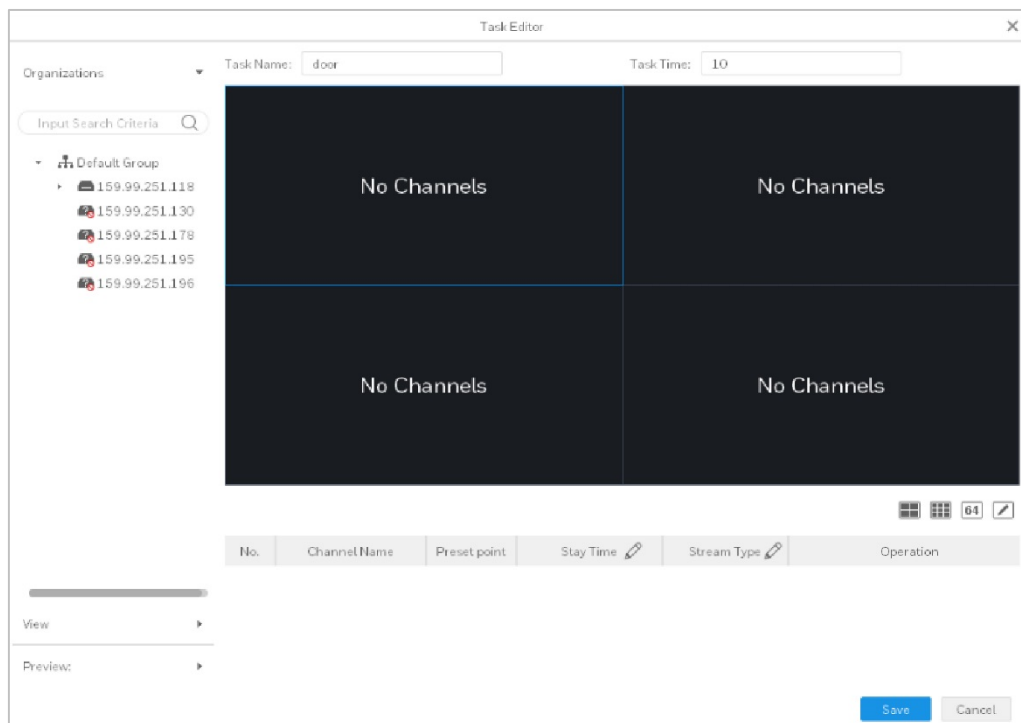 Task Editor
Organizations
Task Name: door
Task Time: 10
Input Search Criteria
Default Group
159.99.251.118
159.99.251.130
159.99.251.178
159.99.251.195
159.99.251.196
No Channels
No Channels
No Channels
No Channels
64
No. Channel Name Preset point Stay Time Stream Type Operation
View
Preview:
Save Cancel